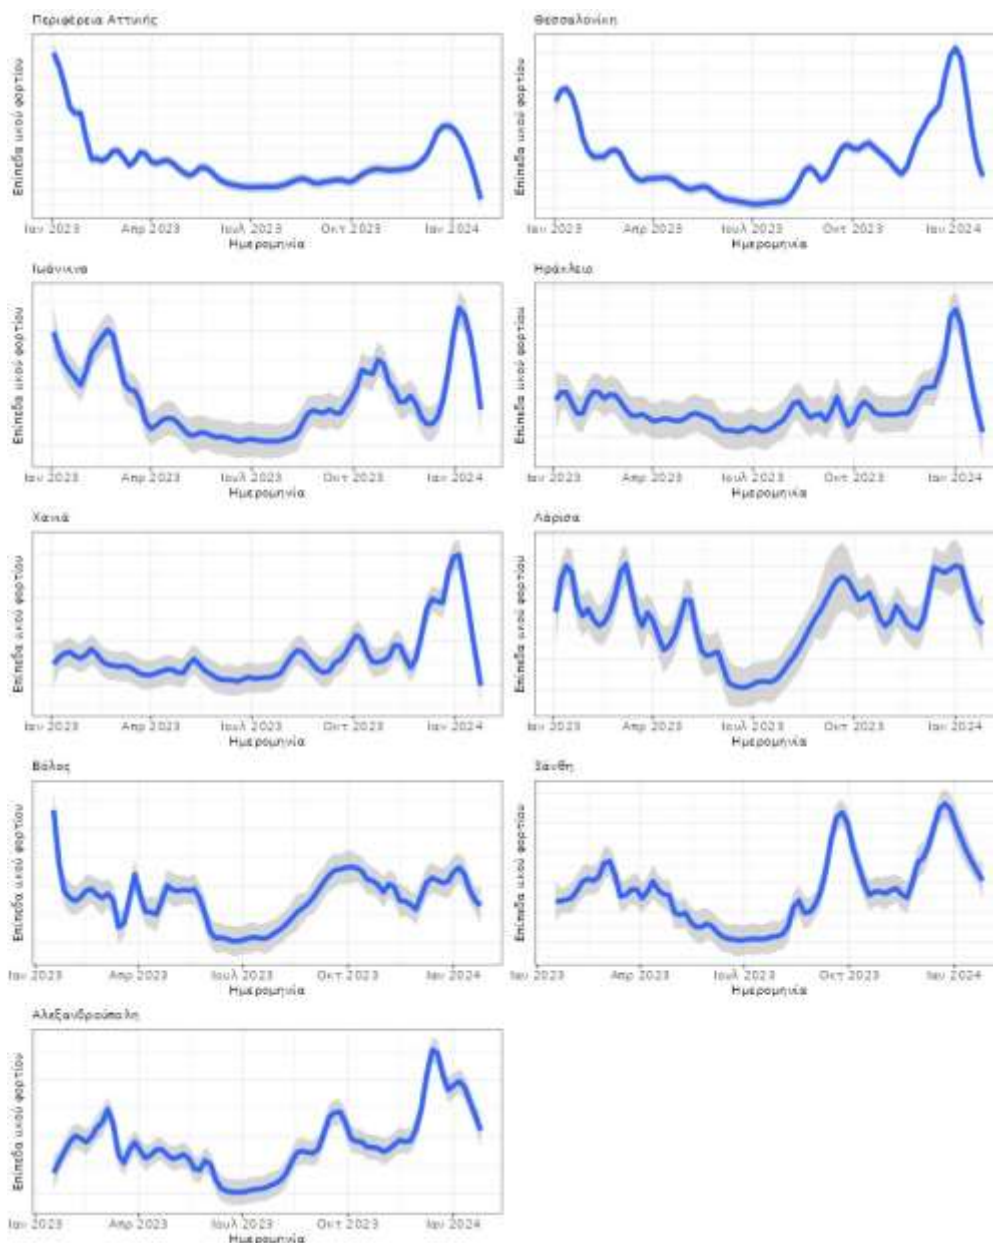 Περιφέρεια Αττικής
Επίπεδα ιικού φορτίου
Ιαν 2023 Απρ 2023 Ιουλ 2023 Οκτ 2023 Ιαν 2024
Ημερομηνία
Θεσσαλονίκη
Επίπεδα ιικού φορτίου
Ιαν 2023 Απρ 2023 Ιουλ 2023 Οκτ 2023 Ιαν 2024
Ημερομηνία
Ιωάννινα
Επίπεδα ιικού φορτίου
Ιαν 2023 Απρ 2023 Ιουλ 2023 Οκτ 2023 Ιαν 2024
Ημερομηνία
Ηράκλειο
Επίπεδα ιικού φορτίου
Ιαν 2023 Απρ 2023 Ιουλ 2023 Οκτ 2023 Ιαν 2024
Ημερομηνία
Χανιά
Επίπεδα ιικού φορτίου
Ιαν 2023 Απρ 2023 Ιουλ 2023 Οκτ 2023 Ιαν 2024
Ημερομηνία
Λάρισα
Επίπεδα ιικού φορτίου
Ιαν 2023 Απρ 2023 Ιουλ 2023 Οκτ 2023 Ιαν 2024
Ημερομηνία
Βόλος
Επίπεδα ιικού φορτίου
Ιαν 2023 Απρ 2023 Ιουλ 2023 Οκτ 2023 Ιαν 2024
Ημερομηνία
Ξάνθη
Επίπεδα ιικού φορτίου
Ιαν 2023 Απρ 2023 Ιουλ 2023 Οκτ 2023 Ιαν 2024
Ημερομηνία
Αλεξανδρούπολη
Επίπεδα ιικού φορτίου
Ιαν 2023 Απρ 2023 Ιουλ 2023 Οκτ 2023 Ιαν 2024
Ημερομηνία